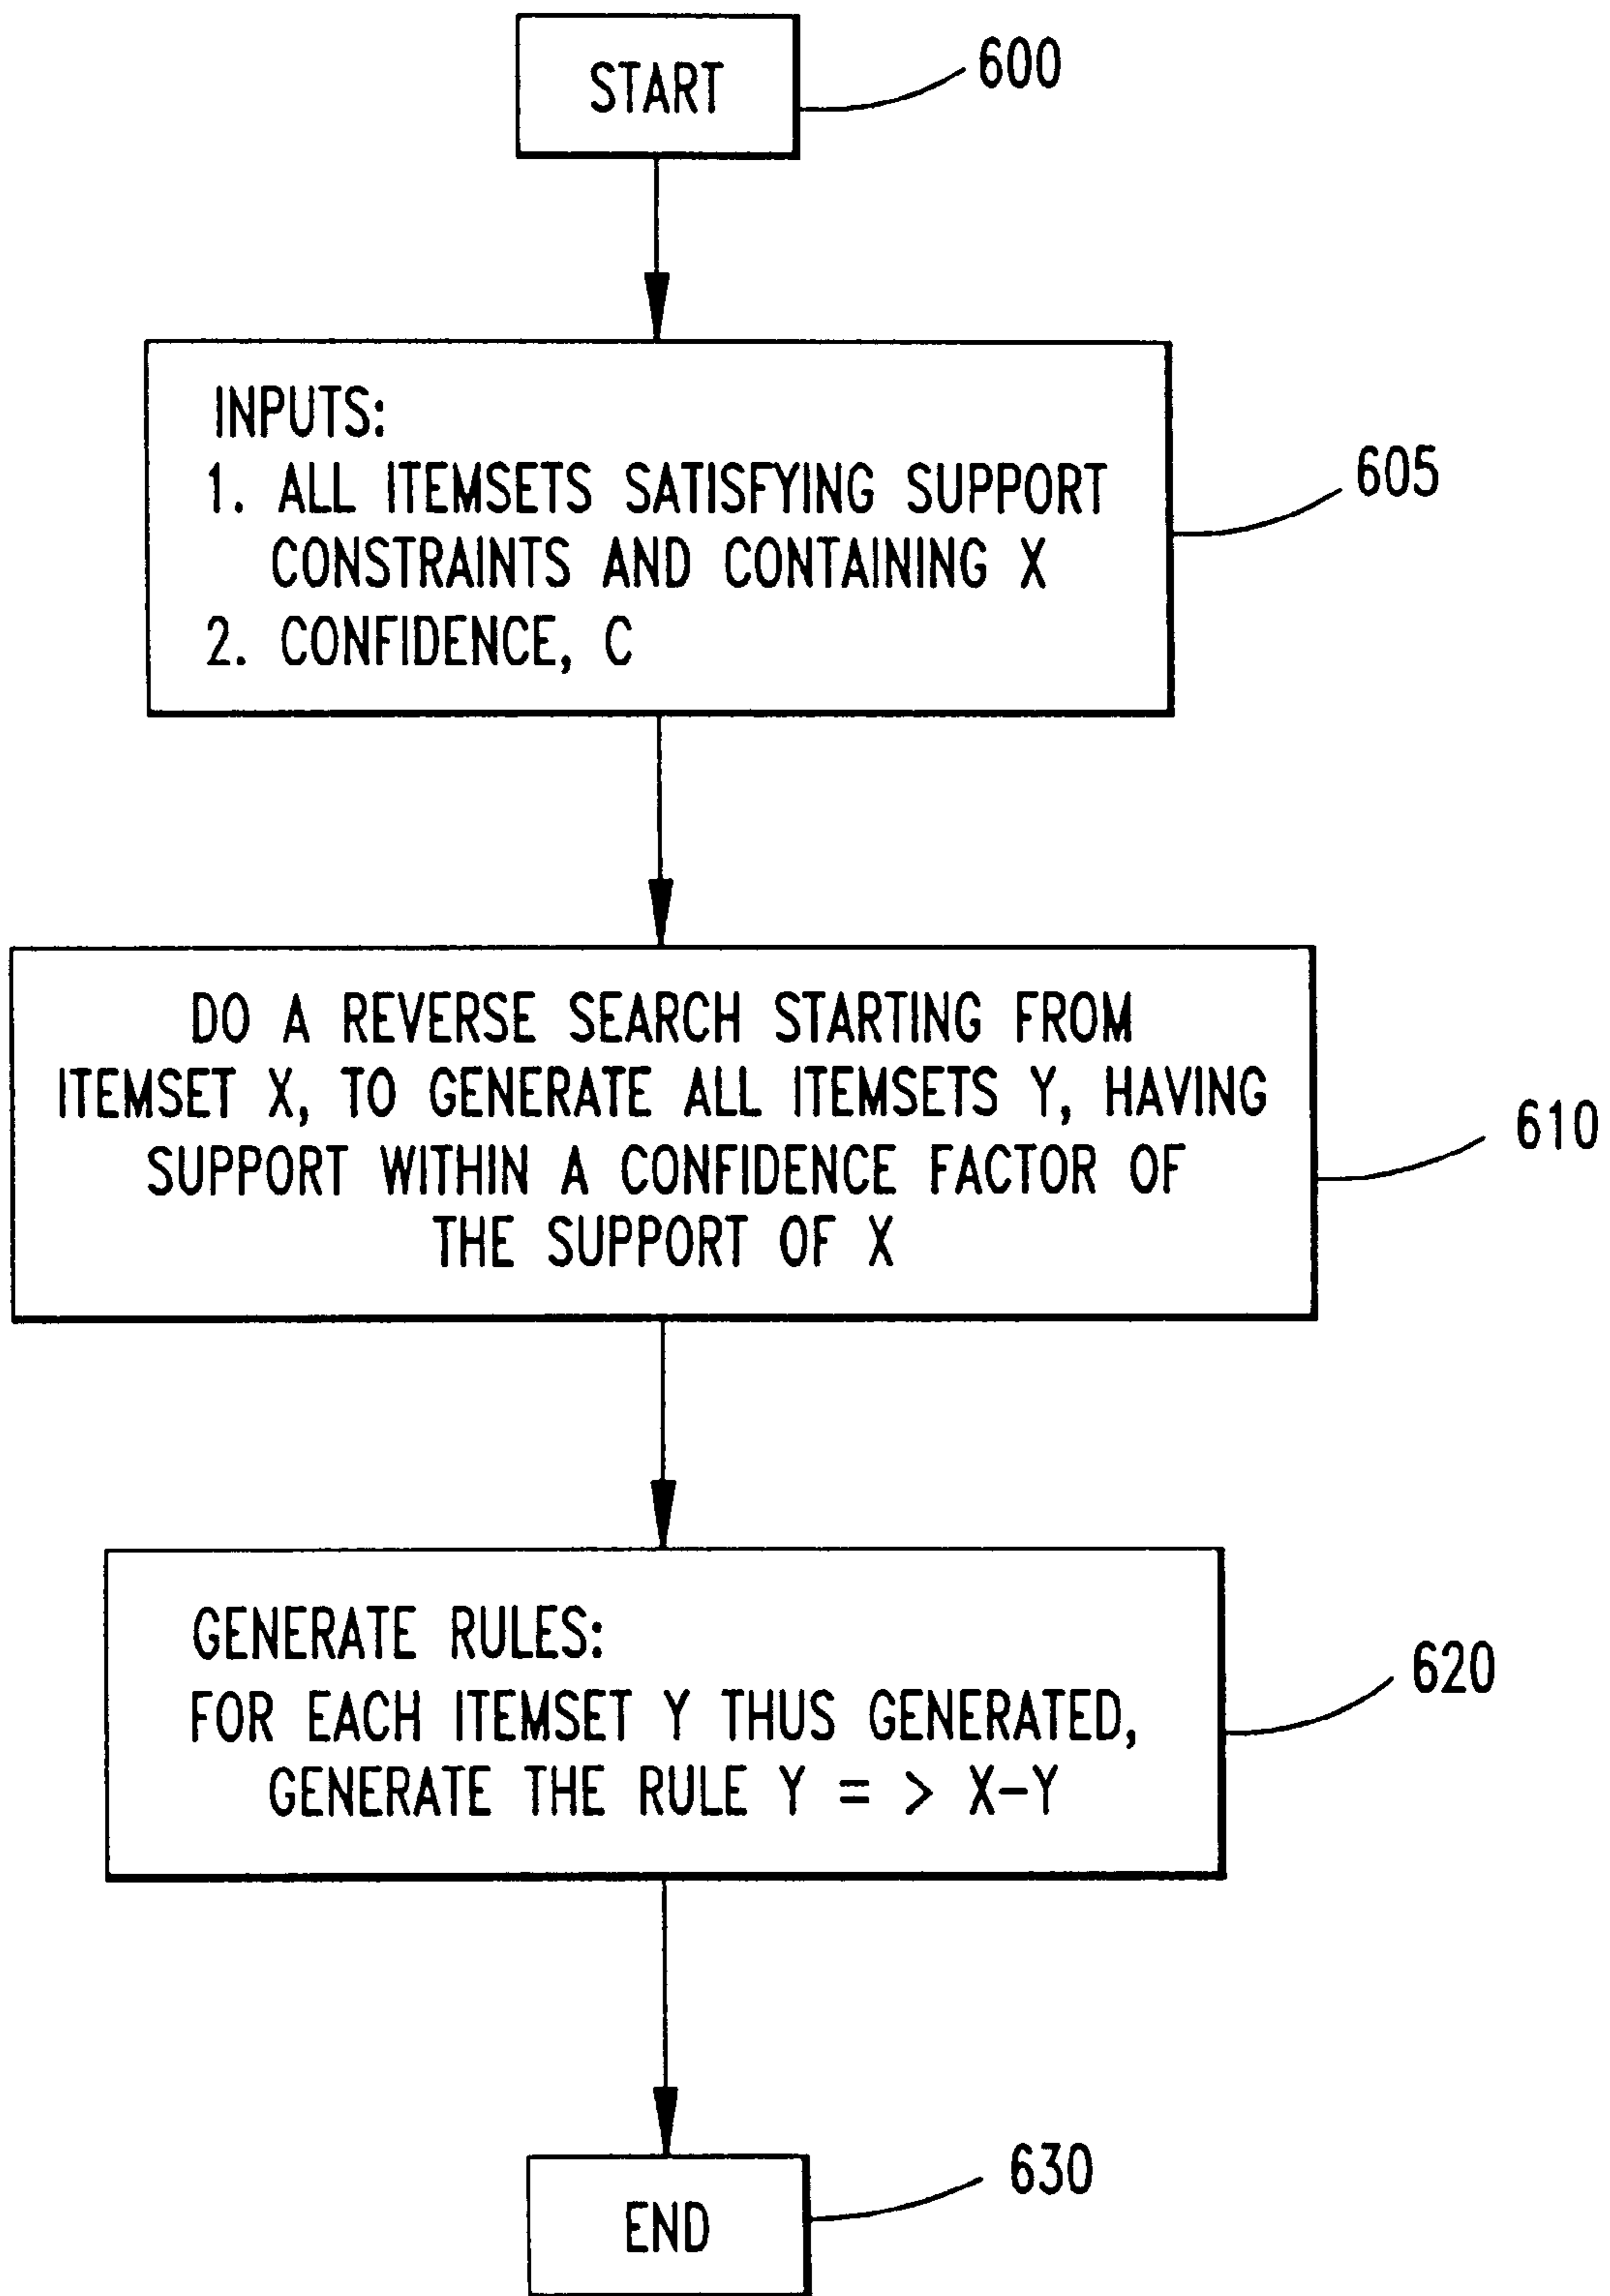 START
600
INPUTS:
1. ALL ITEMSETS SATISFYING SUPPORT
CONSTRAINTS AND CONTAINING X
2. CONFIDENCE, C
605
DO A REVERSE SEARCH STARTING FROM
ITEMSET X, TO GENERATE ALL ITEMSETS Y, HAVING
SUPPORT WITHIN A CONFIDENCE FACTOR OF
THE SUPPORT OF X
610
GENERATE RULES:
FOR EACH ITEMSET Y THUS GENERATED,
GENERATE THE RULE Y = > X-Y
620
END
630